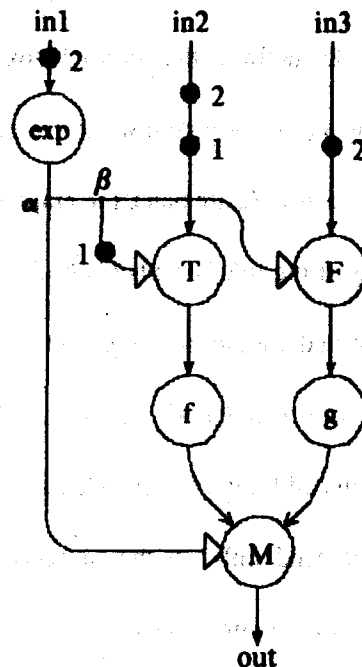 in1 in2 in3
2
2
exp
1 2
β
α
1 T F
f g
M
out